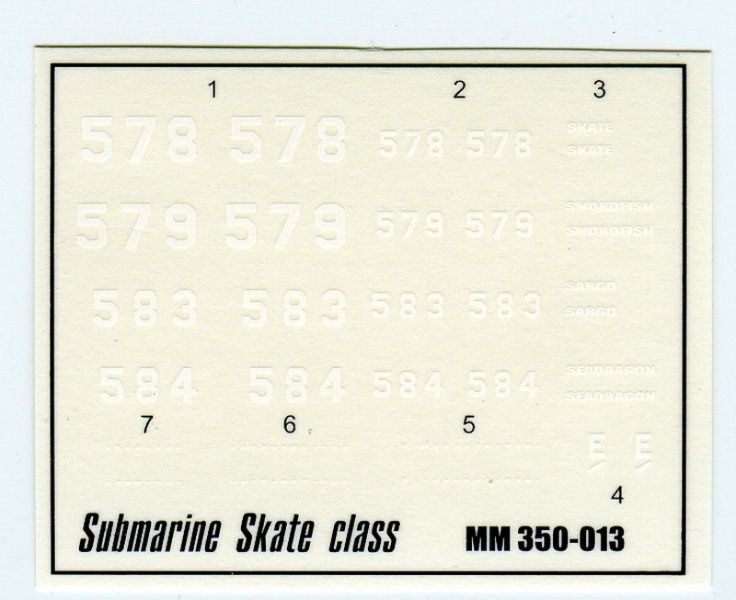 1 2 3
578 578 578 578 SKATE
SKATE
579 579 579 579 SWORDFISH
SWORDFISH
583 583 583 583 SARGO
SARGO
584 584 584 584 SEADRAGON
SEADRAGON
7 6 5
E E
4
Submarine Skate class MM 350-013